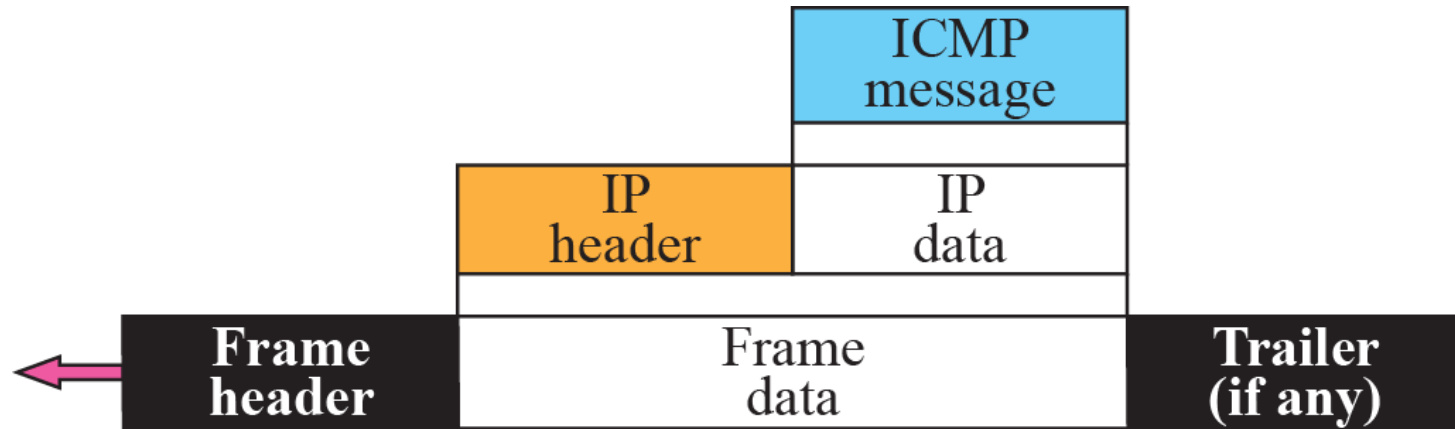 ICMP
message
IP
header
IP
data
Frame
header
Frame
data
Trailer
(if any)